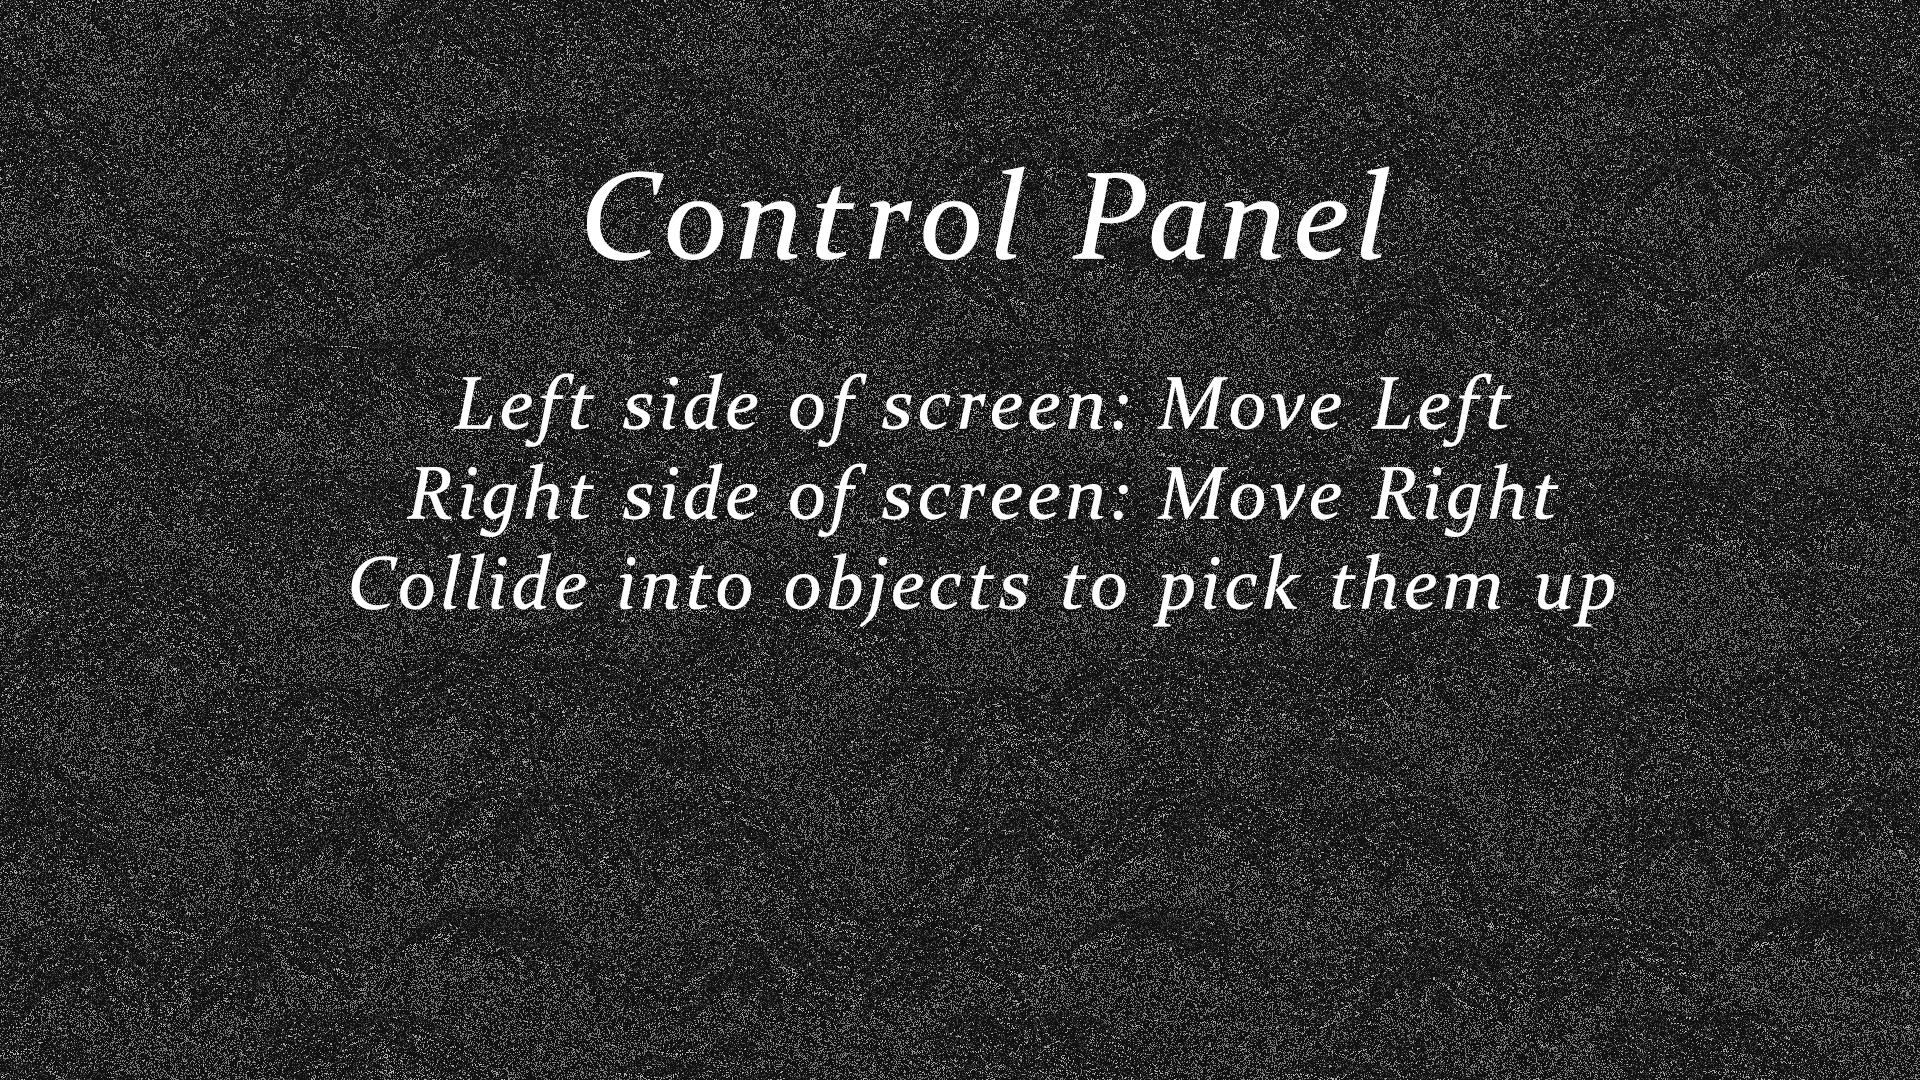 Control Panel
Left side of screen: Move Left
Right side of screen: Move Right
Collide into objects to pick them up